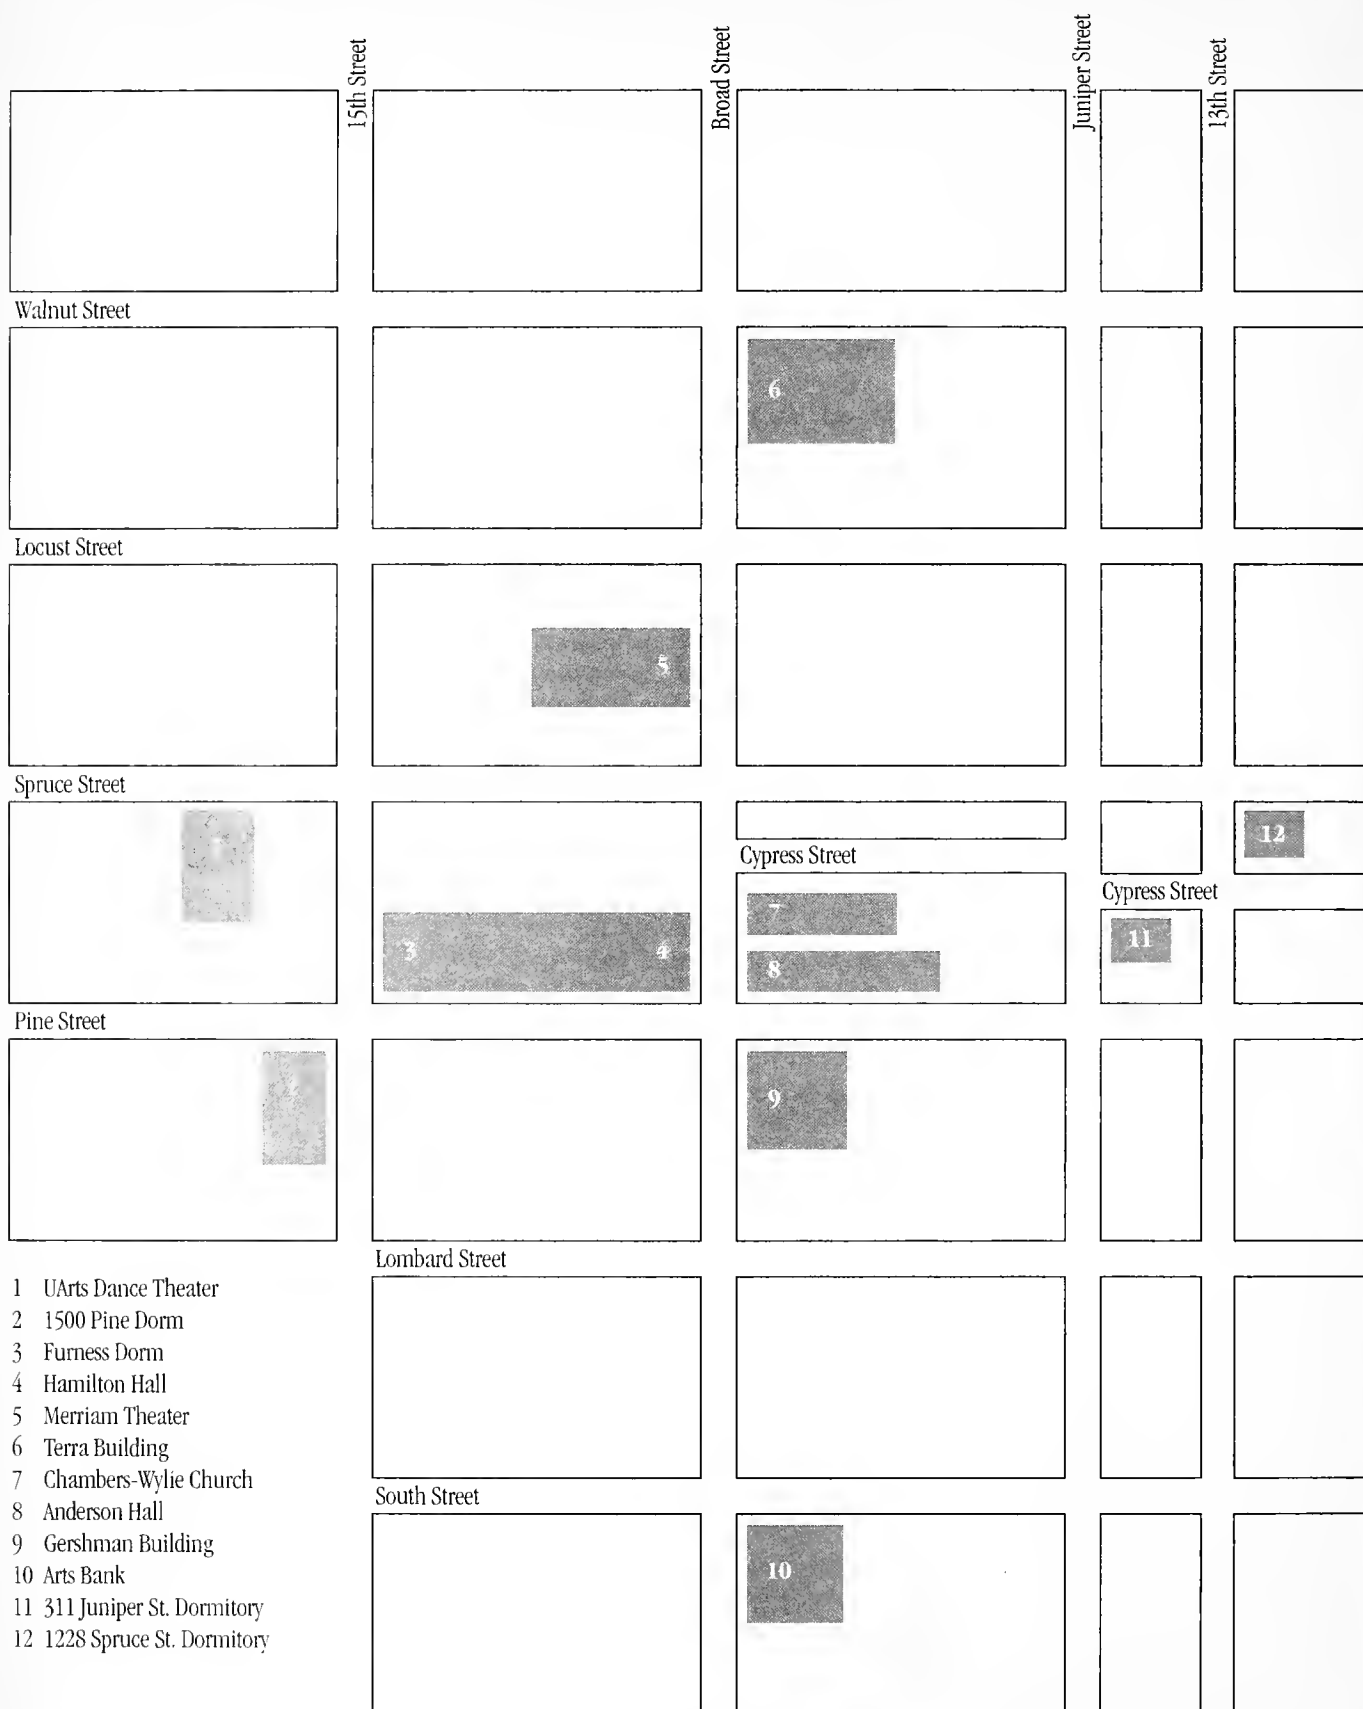 15th Street
Broad Street
Juniper Street
13th Street
Walnut Street
6
Locust Street
5
Spruce Street
12
Cypress Street
Cypress Street
7
11
3
4
8
Pine Street
9
Lombard Street
1 UArts Dance Theater
2 1500 Pine Dorm
3 Furness Dorm
4 Hamilton Hall
5 Merriam Theater
6 Terra Building
7 Chambers-Wylie Church
8 Anderson Hall
9 Gershman Building
10 Arts Bank
11 311 Juniper St. Dormitory
12 1228 Spruce St. Dormitory
South Street
10